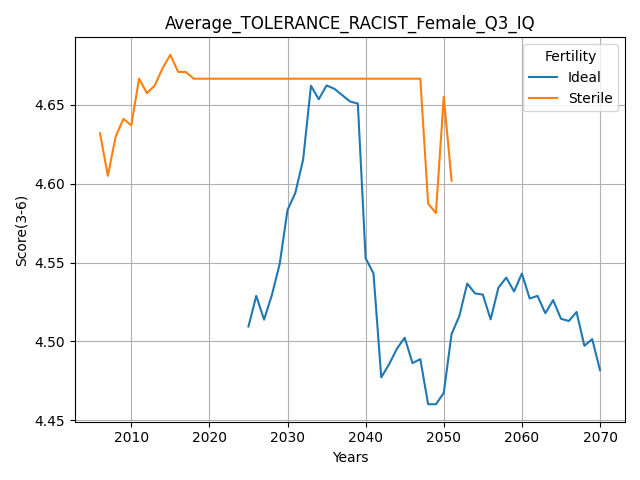 Average_TOLERANCE_RACIST_Female_Q3_IQ
Fertility
Ideal
Sterile
Score(3-6)
4.65
4.60
4.55
4.50
4.45
2010 2020 2030 2040 2050 2060 2070
Years